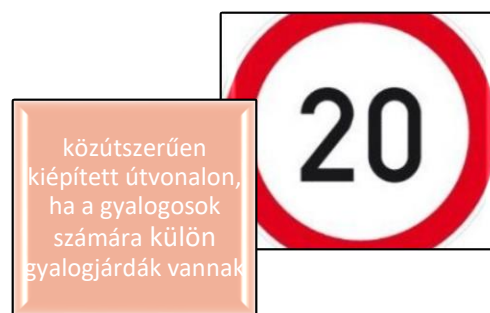 20
közútszerűen
kiépített útvonalon,
ha a gyalogosok
számára külön
gyalogjárdák vannak